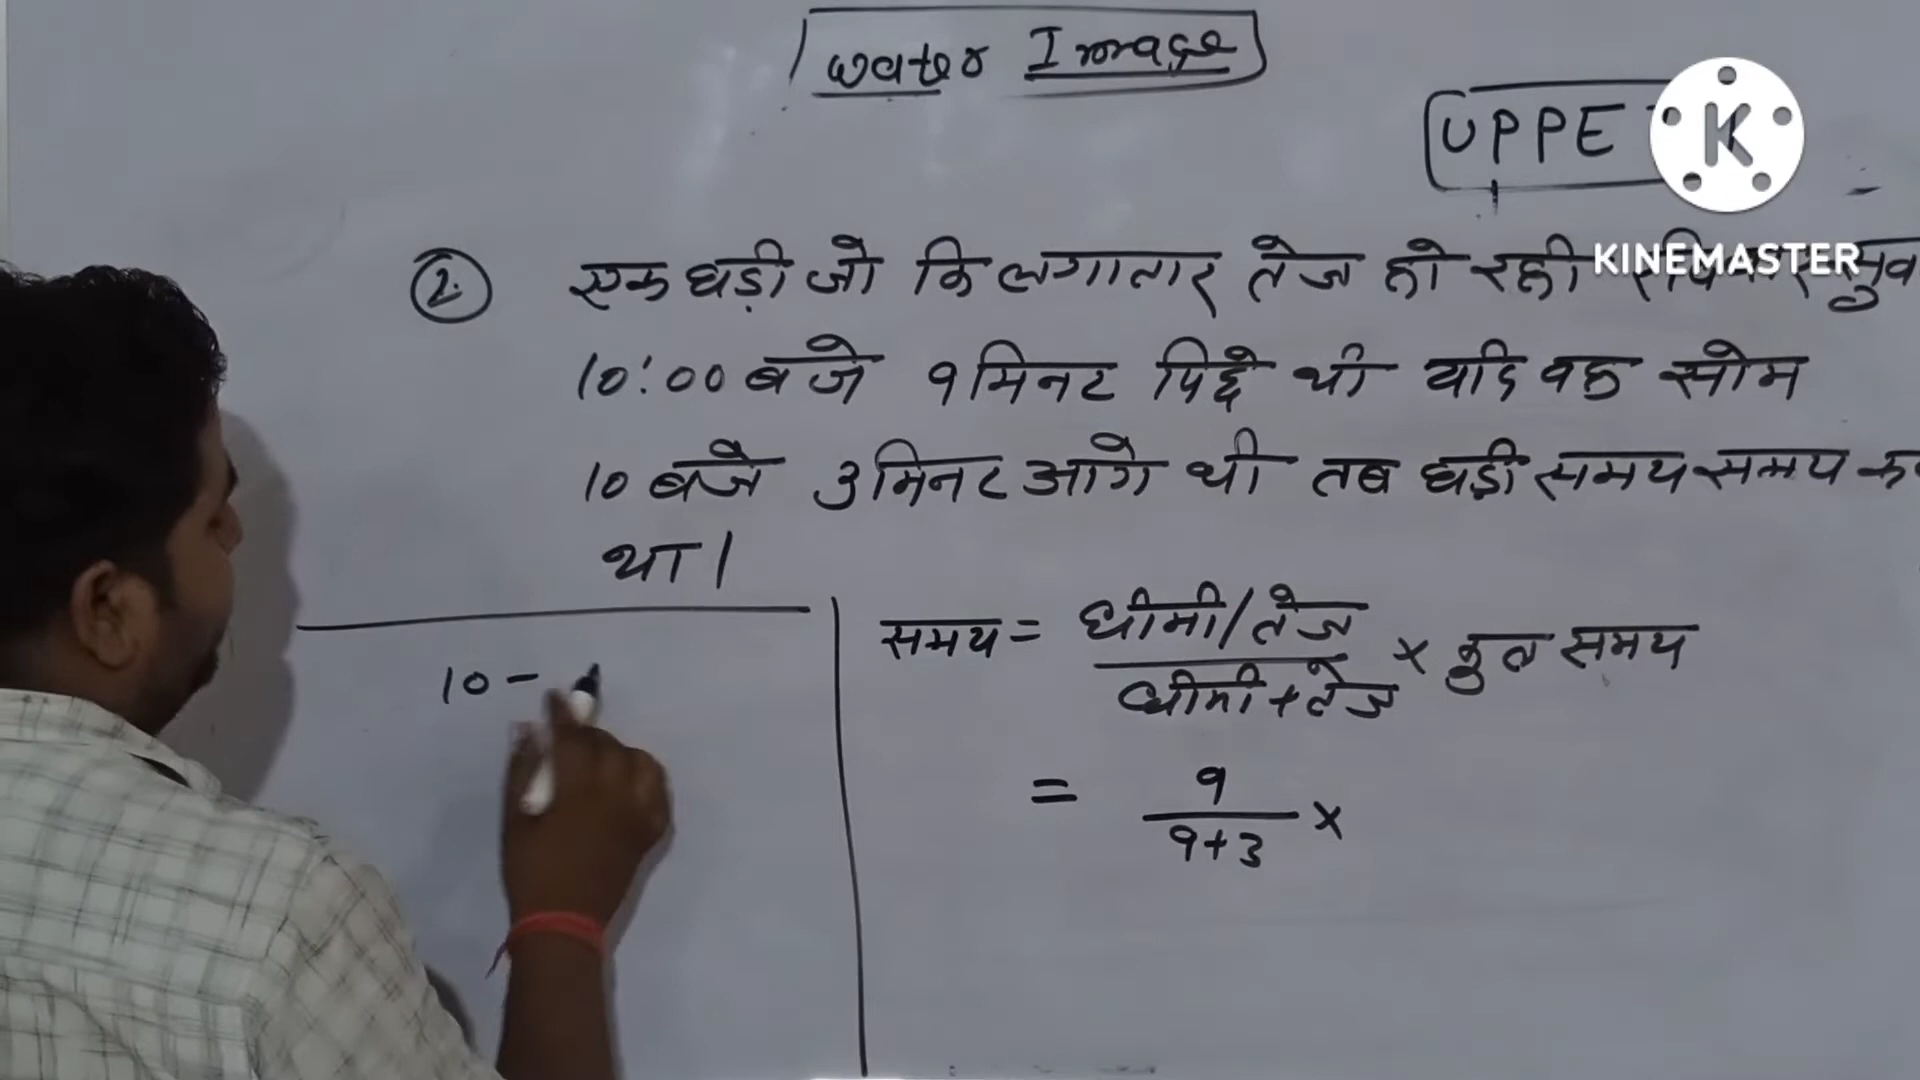 Water Image
UPPE
K
KINEMASTER
② एक घड़ी जो कि लगातार तेज हो रही
10:00 बजे 9 मिनट पिछे थी यदि वह सोम
10 बजे 3 मिनट आगे थी तब घड़ी समय समय
था।
समय = धीमी/तेज / धीमी+तेज × कुल समय
= 9 / 9+3 ×
10 -